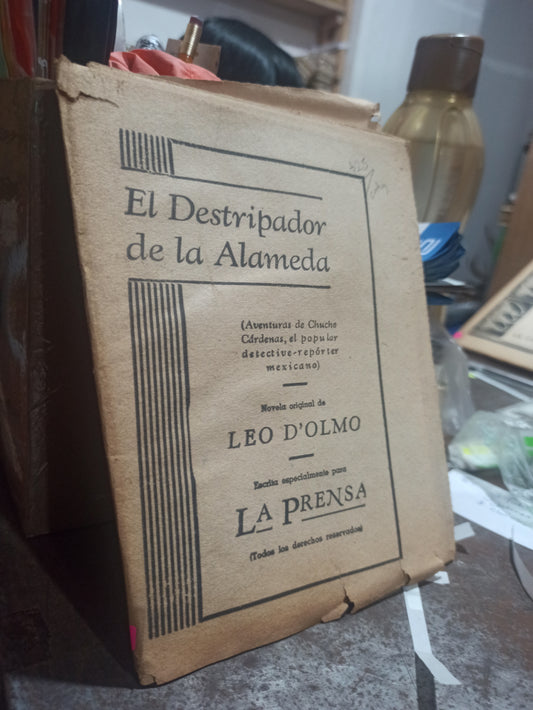 El Destripador
de la Alameda
(Aventuras de Chucho
Cárdenas, el popular
detective-repórter
mexicano)
Novela original de
LEO D'OLMO
Escrita especialmente para
LA PRENSA
(Todos los derechos reservados)